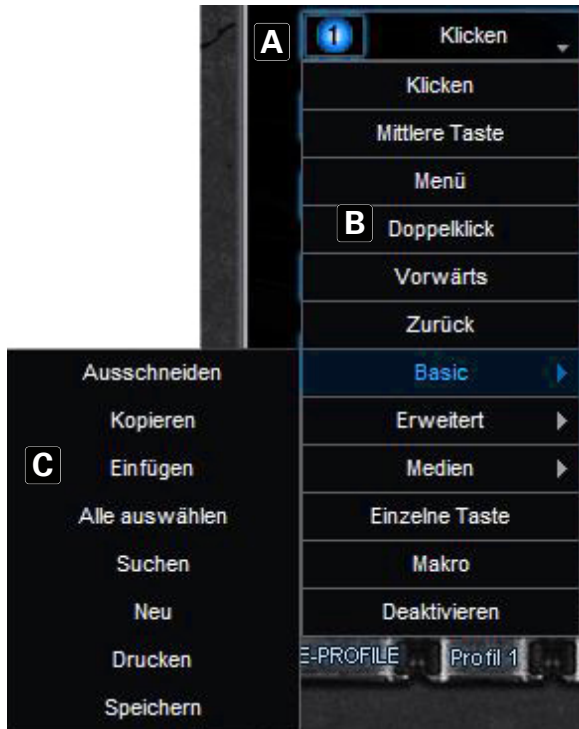 A
1 Klicken
Klicken
Mittlere Taste
Menü
B
Doppelklick
Vorwärts
Zurück
Basic
Erweitert
Medien
Einzelne Taste
Makro
Deaktivieren
Ausschneiden
Kopieren
C
Einfügen
Alle auswählen
Suchen
Neu
Drucken
Speichern
E-PROFILE
Profil 1